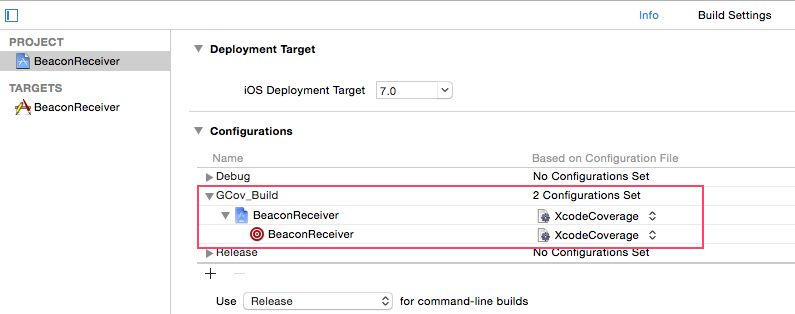 Info Build Settings
PROJECT
BeaconReceiver
TARGETS
BeaconReceiver
Deployment Target
iOS Deployment Target 7.0
Configurations
Name Based on Configuration File
Debug No Configurations Set
GCov_Build 2 Configurations Set
BeaconReceiver XcodeCoverage
BeaconReceiver XcodeCoverage
Release No Configurations Set
Use Release for command-line builds